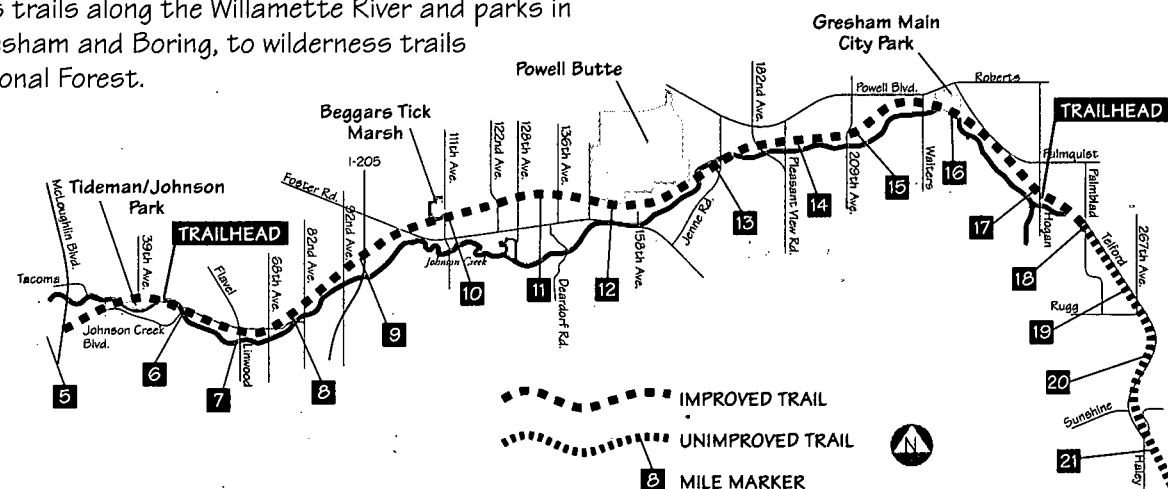 s trails along the Willamette River and parks in
esham and Boring, to wilderness trails
onal Forest.
Gresham Main
City Park
Powell Butte
Roberts
Powell Blvd.
182nd Ave.
TRAILHEAD
Beggars Tick
Marsh
111th Ave.
122nd Ave.
128th Ave.
136th Ave.
I-205
Foster Rd.
92nd Ave.
Tideman/Johnson
Park
McLoughlin Blvd.
TRAILHEAD
39th Ave.
82nd Ave.
68th Ave.
Flavel
Tacoma
Johnson Creek
Blvd.
Linwood
Johnson Creek
Deardorf Rd.
158th Ave.
Jenne Rd.
Pleasant View Rd.
209th Ave.
Walters
Palmquist
Palmblad
Hogan
Telford
267th Ave.
Rugg
Sunshine
Haley
5
6
7
8
9
10
11
12
13
14
15
16
17
18
19
20
21
IMPROVED TRAIL
UNIMPROVED TRAIL
8 MILE MARKER
N